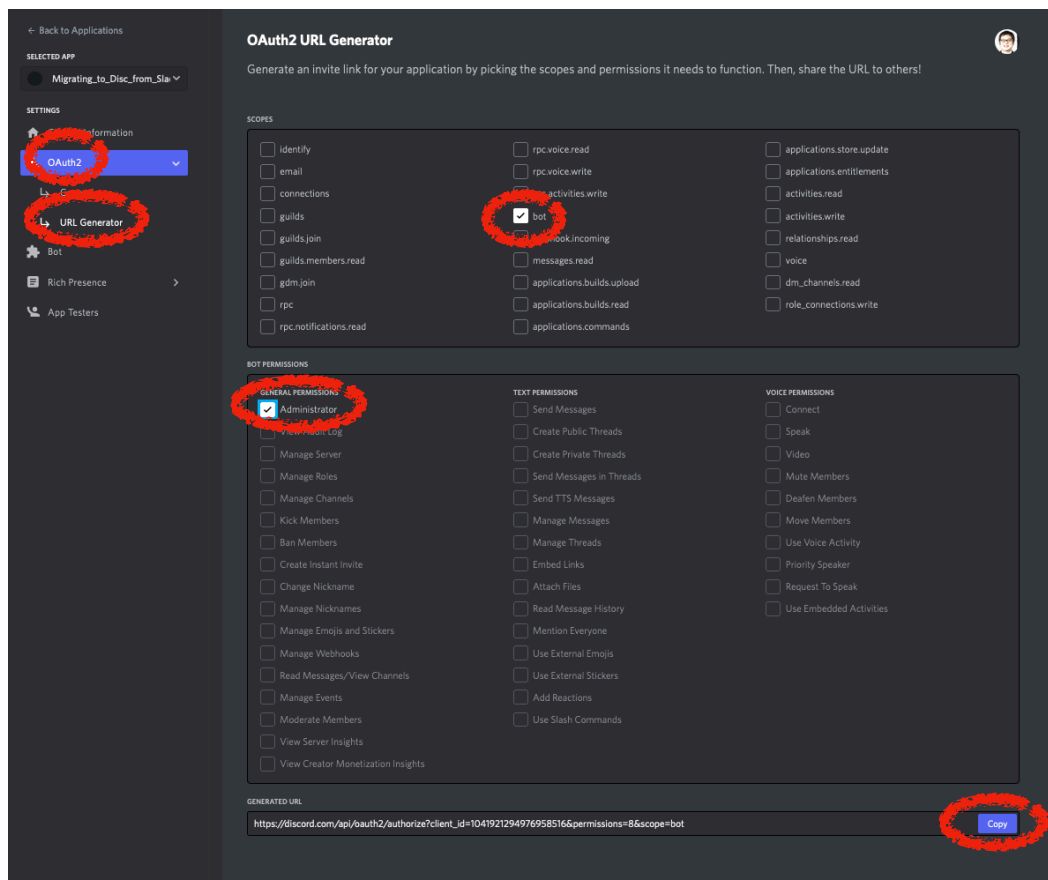 ← Back to Applications
SELECTED APP
Migrating_to_Disc_from_Sla
SETTINGS
OAuth2
URL Generator
Bot
Rich Presence
App Testers
OAuth2 URL Generator
Generate an invite link for your application by picking the scopes and permissions it needs to function. Then, share the URL to others!
SCOPES
identify
email
connections
guilds
guilds.join
guilds.members.read
gdm.join
rpc
rpc.notifications.read
rpc.voice.read
rpc.voice.write
activities.write
bot
messages.read
applications.builds.upload
applications.builds.read
applications.commands
applications.store.update
applications.entitlements
activities.read
activities.write
relationships.read
voice
dm_channels.read
role_connections.write
BOT PERMISSIONS
GENERAL PERMISSIONS
Administrator
View Audit Log
Manage Server
Manage Roles
Manage Channels
Kick Members
Ban Members
Create Instant Invite
Change Nickname
Manage Nicknames
Manage Emojis and Stickers
Manage Webhooks
Read Messages/View Channels
Manage Events
Moderate Members
View Server Insights
View Creator Monetization Insights
TEXT PERMISSIONS
Send Messages
Create Public Threads
Create Private Threads
Send Messages in Threads
Send TTS Messages
Manage Messages
Manage Threads
Embed Links
Attach Files
Read Message History
Mention Everyone
Use External Emojis
Use External Stickers
Add Reactions
Use Slash Commands
VOICE PERMISSIONS
Connect
Speak
Video
Mute Members
Deafen Members
Move Members
Use Voice Activity
Priority Speaker
Request To Speak
Use Embedded Activities
GENERATED URL
https://discord.com/api/oauth2/authorize?client_id=1041921294976958516&permissions=8&scope=bot
Copy